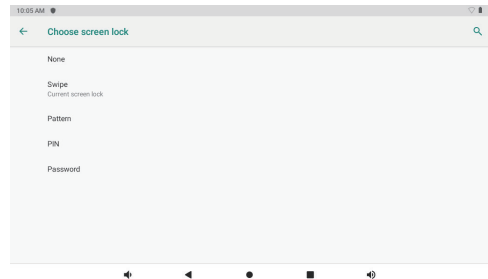 10:05 AM
Choose screen lock
None
Swipe
Current screen lock
Pattern
PIN
Password